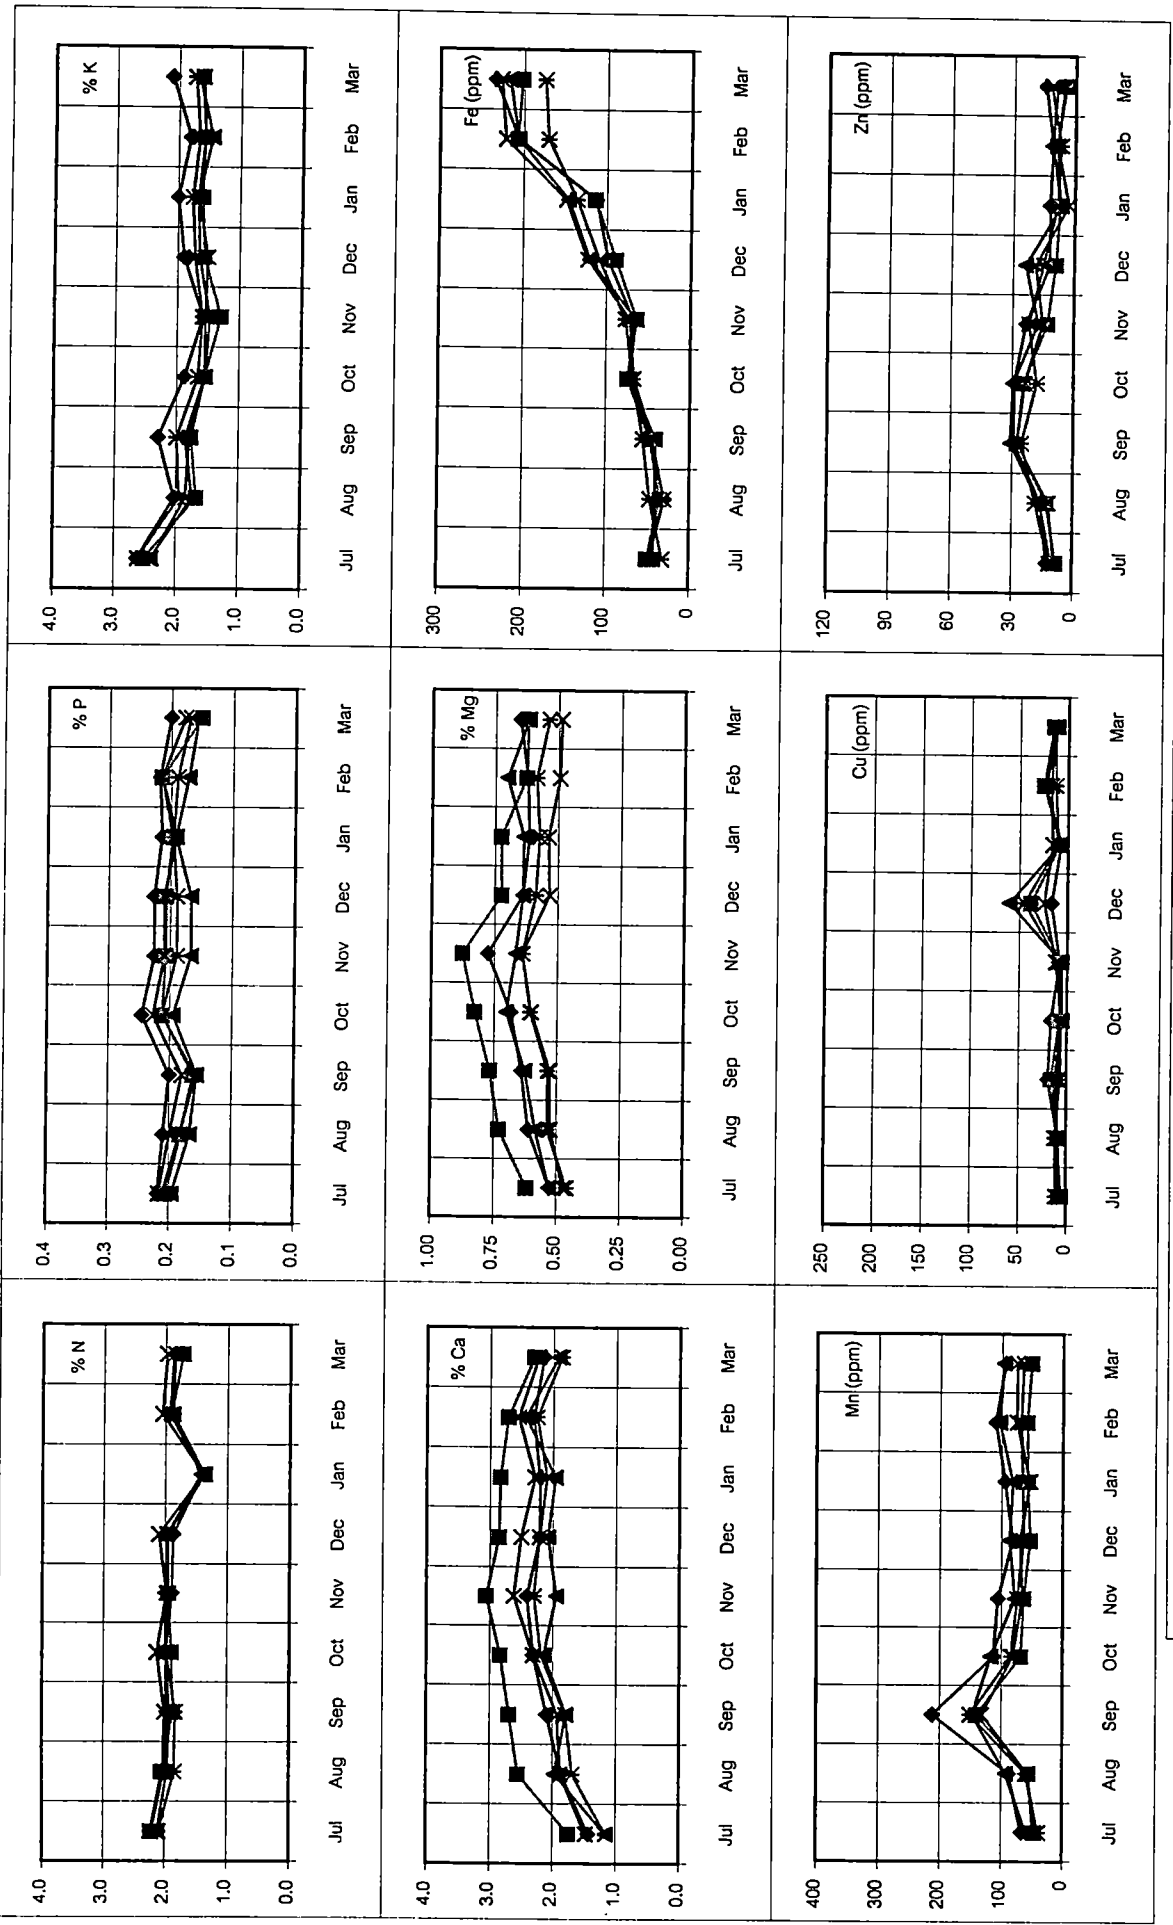 % N
4.0
3.0
2.0
1.0
0.0
Jul Aug Sep Oct Nov Dec Jan Feb Mar
% P
0.4
0.3
0.2
0.1
0.0
Jul Aug Sep Oct Nov Dec Jan Feb Mar
% K
4.0
3.0
2.0
1.0
0.0
Jul Aug Sep Oct Nov Dec Jan Feb Mar
% Ca
4.0
3.0
2.0
1.0
0.0
Jul Aug Sep Oct Nov Dec Jan Feb Mar
% Mg
1.00
0.75
0.50
0.25
0.00
Jul Aug Sep Oct Nov Dec Jan Feb Mar
Fe (ppm)
300
200
100
0
Jul Aug Sep Oct Nov Dec Jan Feb Mar
Mn (ppm)
400
300
200
100
0
Jul Aug Sep Oct Nov Dec Jan Feb Mar
Cu (ppm)
250
200
150
100
50
0
Jul Aug Sep Oct Nov Dec Jan Feb Mar
Zn (ppm)
120
90
60
30
0
Jul Aug Sep Oct Nov Dec Jan Feb Mar